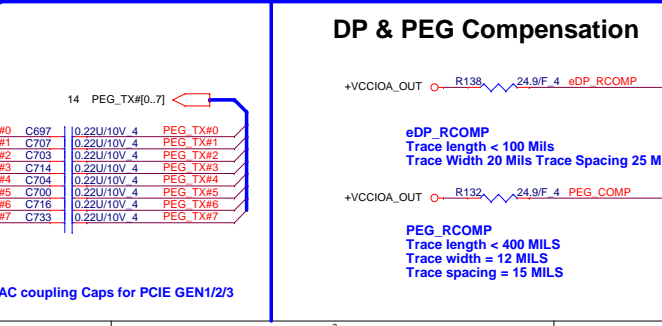 DP & PEG Compensation
14 PEG_TX#[0..7]
+VCCIOA_OUT R138 24.9/F_4 eDP_RCOMP
#0 C697 0.22U/10V_4 PEG_TX#0
#1 C707 0.22U/10V_4 PEG_TX#1
#2 C703 0.22U/10V_4 PEG_TX#2
#3 C714 0.22U/10V_4 PEG_TX#3
#4 C704 0.22U/10V_4 PEG_TX#4
#5 C700 0.22U/10V_4 PEG_TX#5
#6 C716 0.22U/10V_4 PEG_TX#6
#7 C733 0.22U/10V_4 PEG_TX#7
eDP_RCOMP
Trace length < 100 Mils
Trace Width 20 Mils Trace Spacing 25 M
+VCCIOA_OUT R132 24.9/F_4 PEG_COMP
PEG_RCOMP
Trace length < 400 MILS
Trace width = 12 MILS
Trace spacing = 15 MILS
AC coupling Caps for PCIE GEN1/2/3